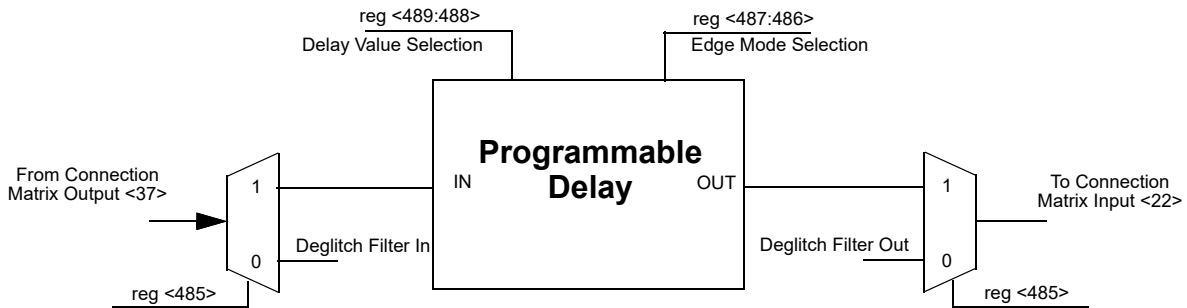 reg <489:488>
Delay Value Selection
reg <487:486>
Edge Mode Selection
Programmable
Delay
IN
OUT
From Connection
Matrix Output <37>
1
0
Deglitch Filter In
reg <485>
Deglitch Filter Out
1
0
To Connection
Matrix Input <22>
reg <485>